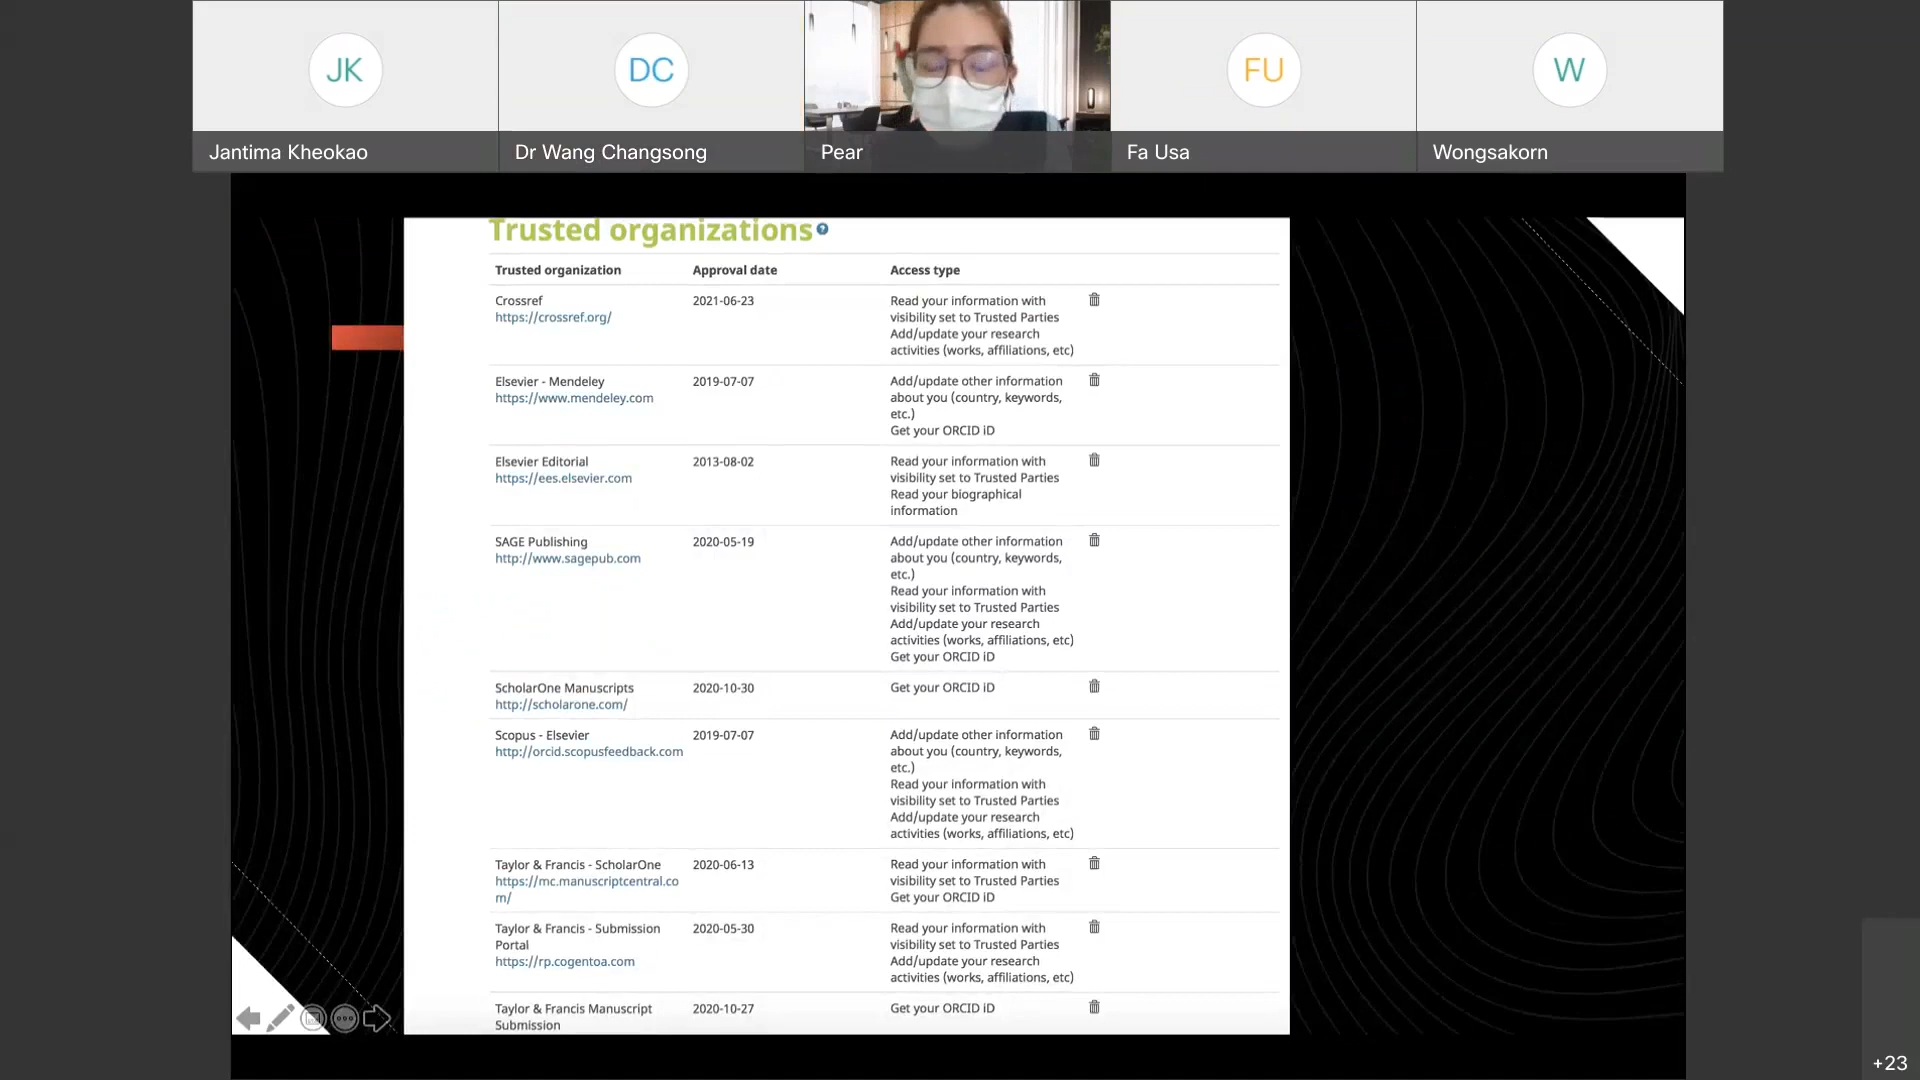 JK
DC
FU
W
Jantima Kheokao
Dr Wang Changsong
Pear
Fa Usa
Wongsakorn
Trusted organizations
?
Trusted organization Approval date Access type
Crossref 2021-06-23 Read your information with
https://crossref.org/ visibility set to Trusted Parties
Add/update your research
activities (works, affiliations, etc)
Elsevier - Mendeley 2019-07-07 Add/update other information
https://www.mendeley.com about you (country, keywords,
etc.)
Get your ORCID iD
Elsevier Editorial 2013-08-02 Read your information with
https://ees.elsevier.com visibility set to Trusted Parties
Read your biographical
information
SAGE Publishing 2020-05-19 Add/update other information
http://www.sagepub.com about you (country, keywords,
etc.)
Read your information with
visibility set to Trusted Parties
Add/update your research
activities (works, affiliations, etc)
Get your ORCID iD
ScholarOne Manuscripts 2020-10-30 Get your ORCID iD
http://scholarone.com/
Scopus - Elsevier 2019-07-07 Add/update other information
http://orcid.scopusfeedback.com about you (country, keywords,
etc.)
Read your information with
visibility set to Trusted Parties
Add/update your research
activities (works, affiliations, etc)
Taylor & Francis - ScholarOne 2020-06-13 Read your information with
https://mc.manuscriptcentral.co visibility set to Trusted Parties
m/ Get your ORCID iD
Taylor & Francis - Submission 2020-05-30 Read your information with
Portal visibility set to Trusted Parties
https://rp.cogentoa.com Add/update your research
activities (works, affiliations, etc)
Taylor & Francis Manuscript 2020-10-27 Get your ORCID iD
Submission
+23